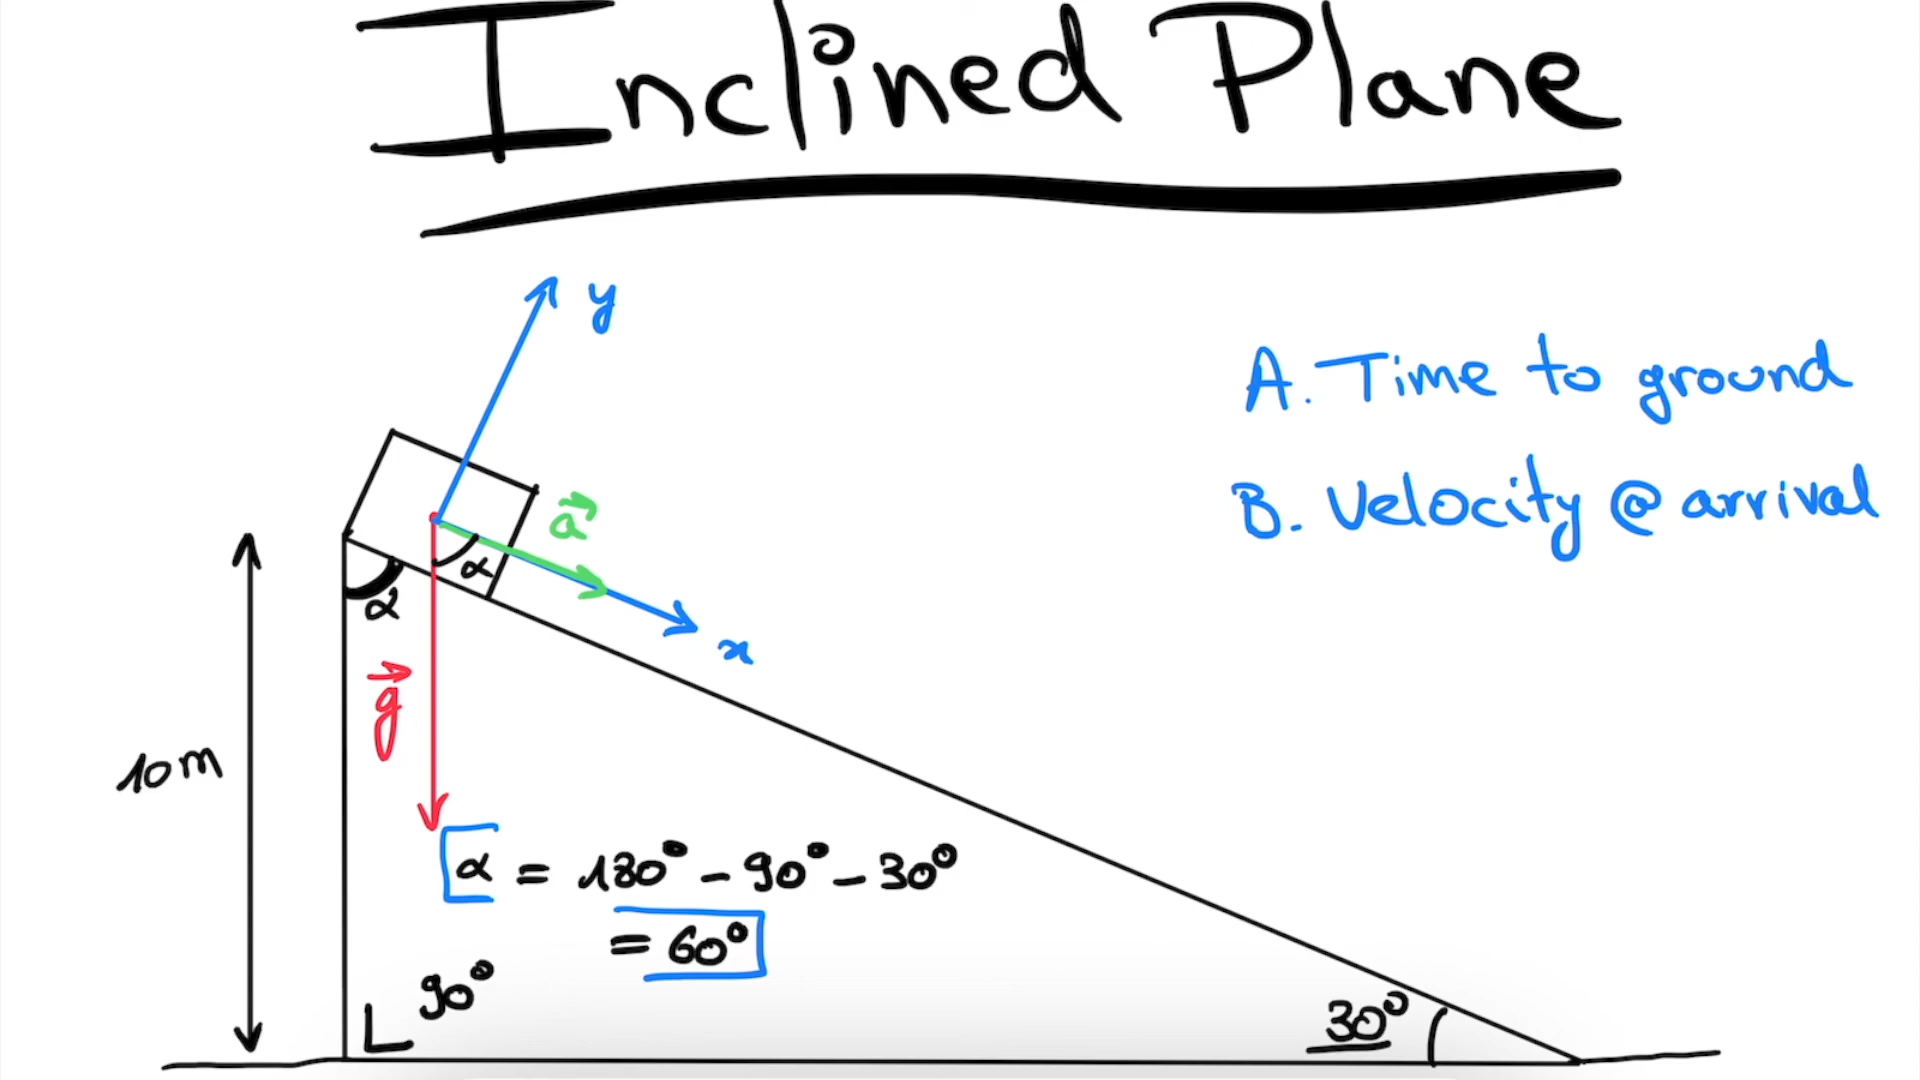 Inclined Plane
y
A. Time to ground
B. Velocity @ arrival
a⃗
α
α
x
g⃗
10m
α = 180° - 90° - 30°
= 60°
90°
30°